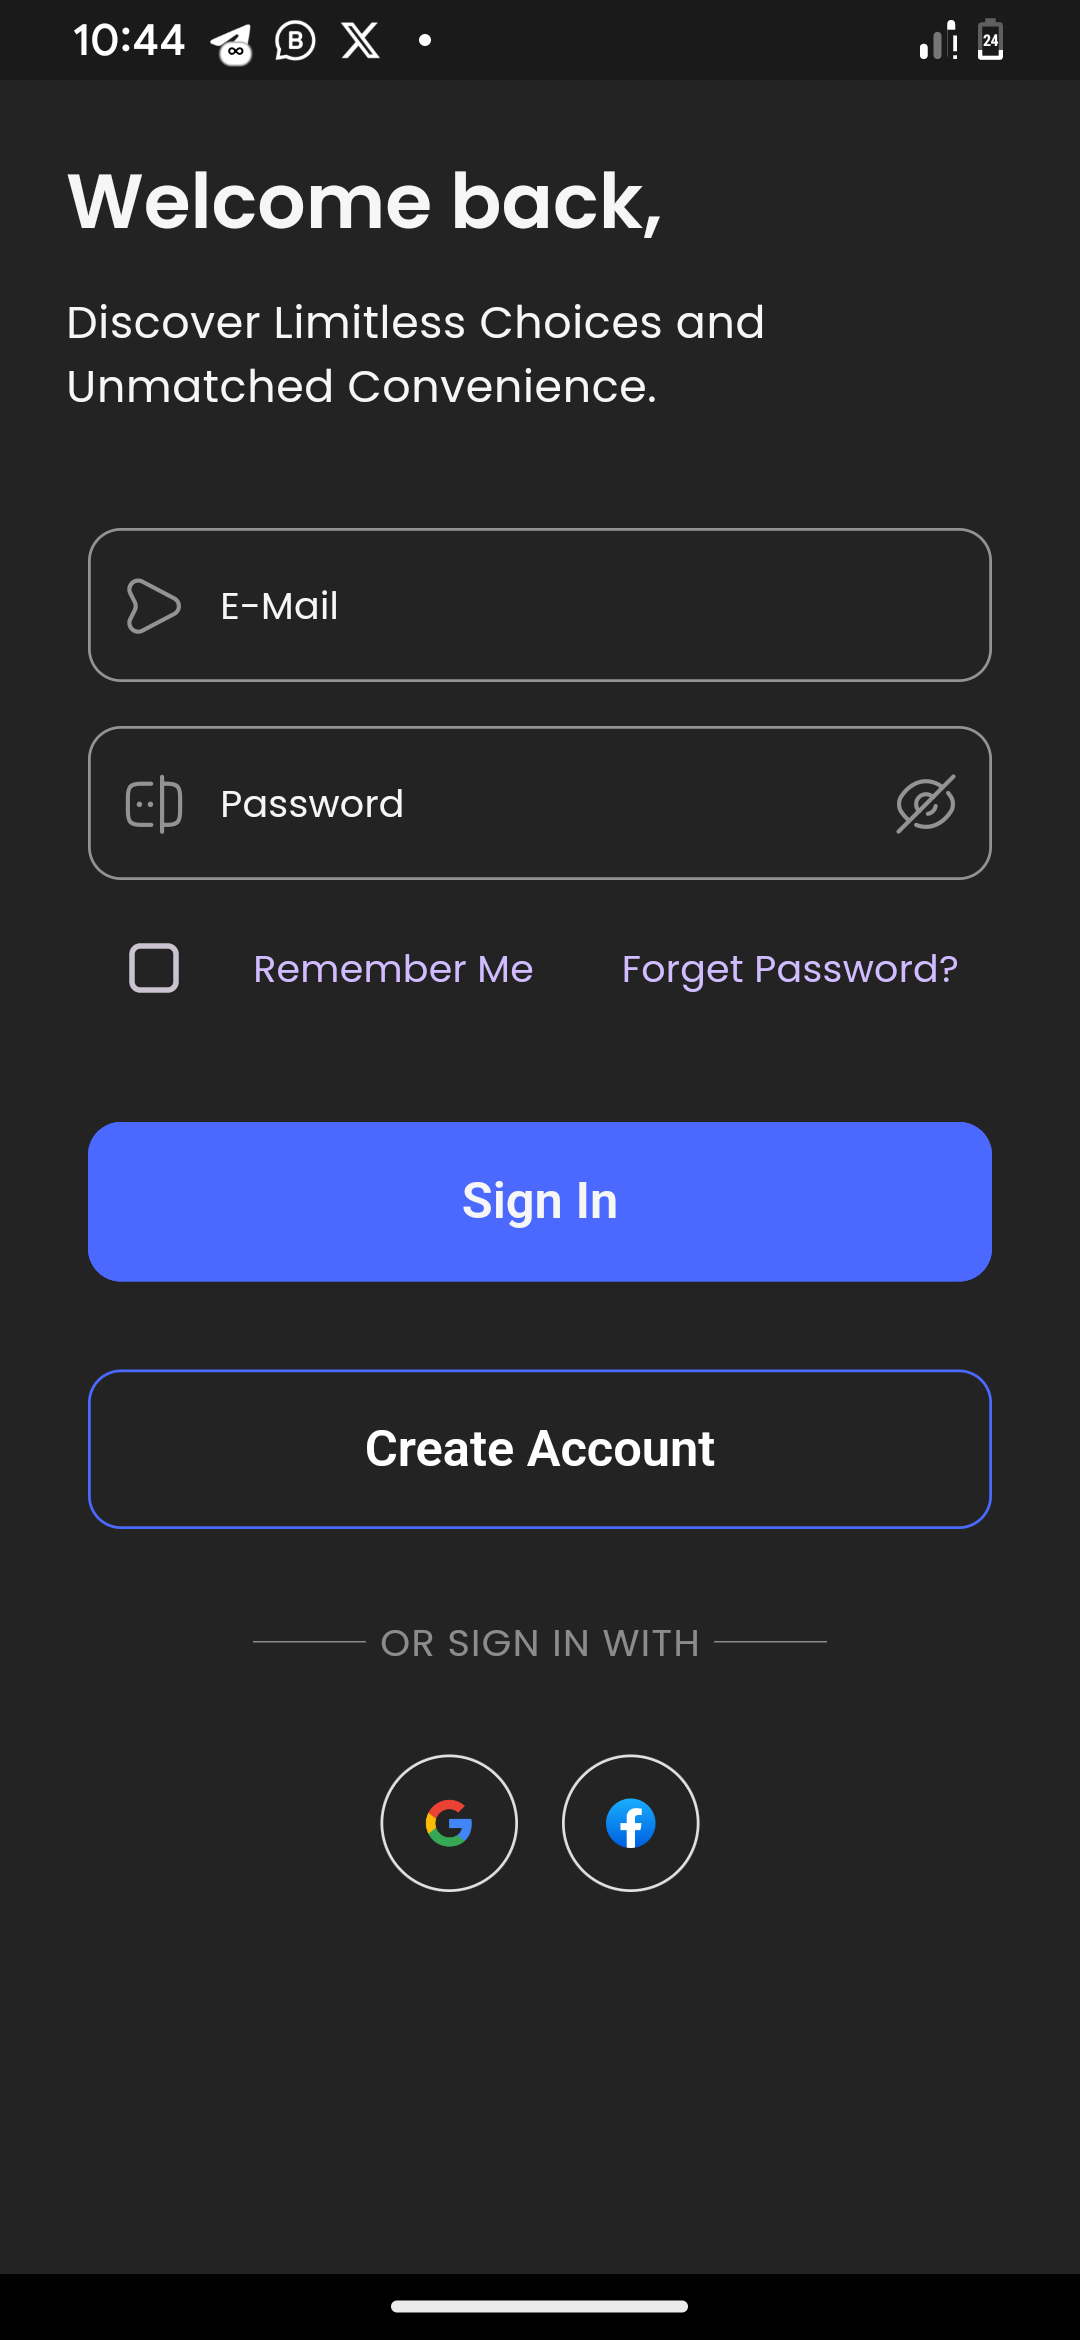 10:44
24
Welcome back,
Discover Limitless Choices and
Unmatched Convenience.
E-Mail
Password
Remember Me Forget Password?
Sign In
Create Account
OR SIGN IN WITH